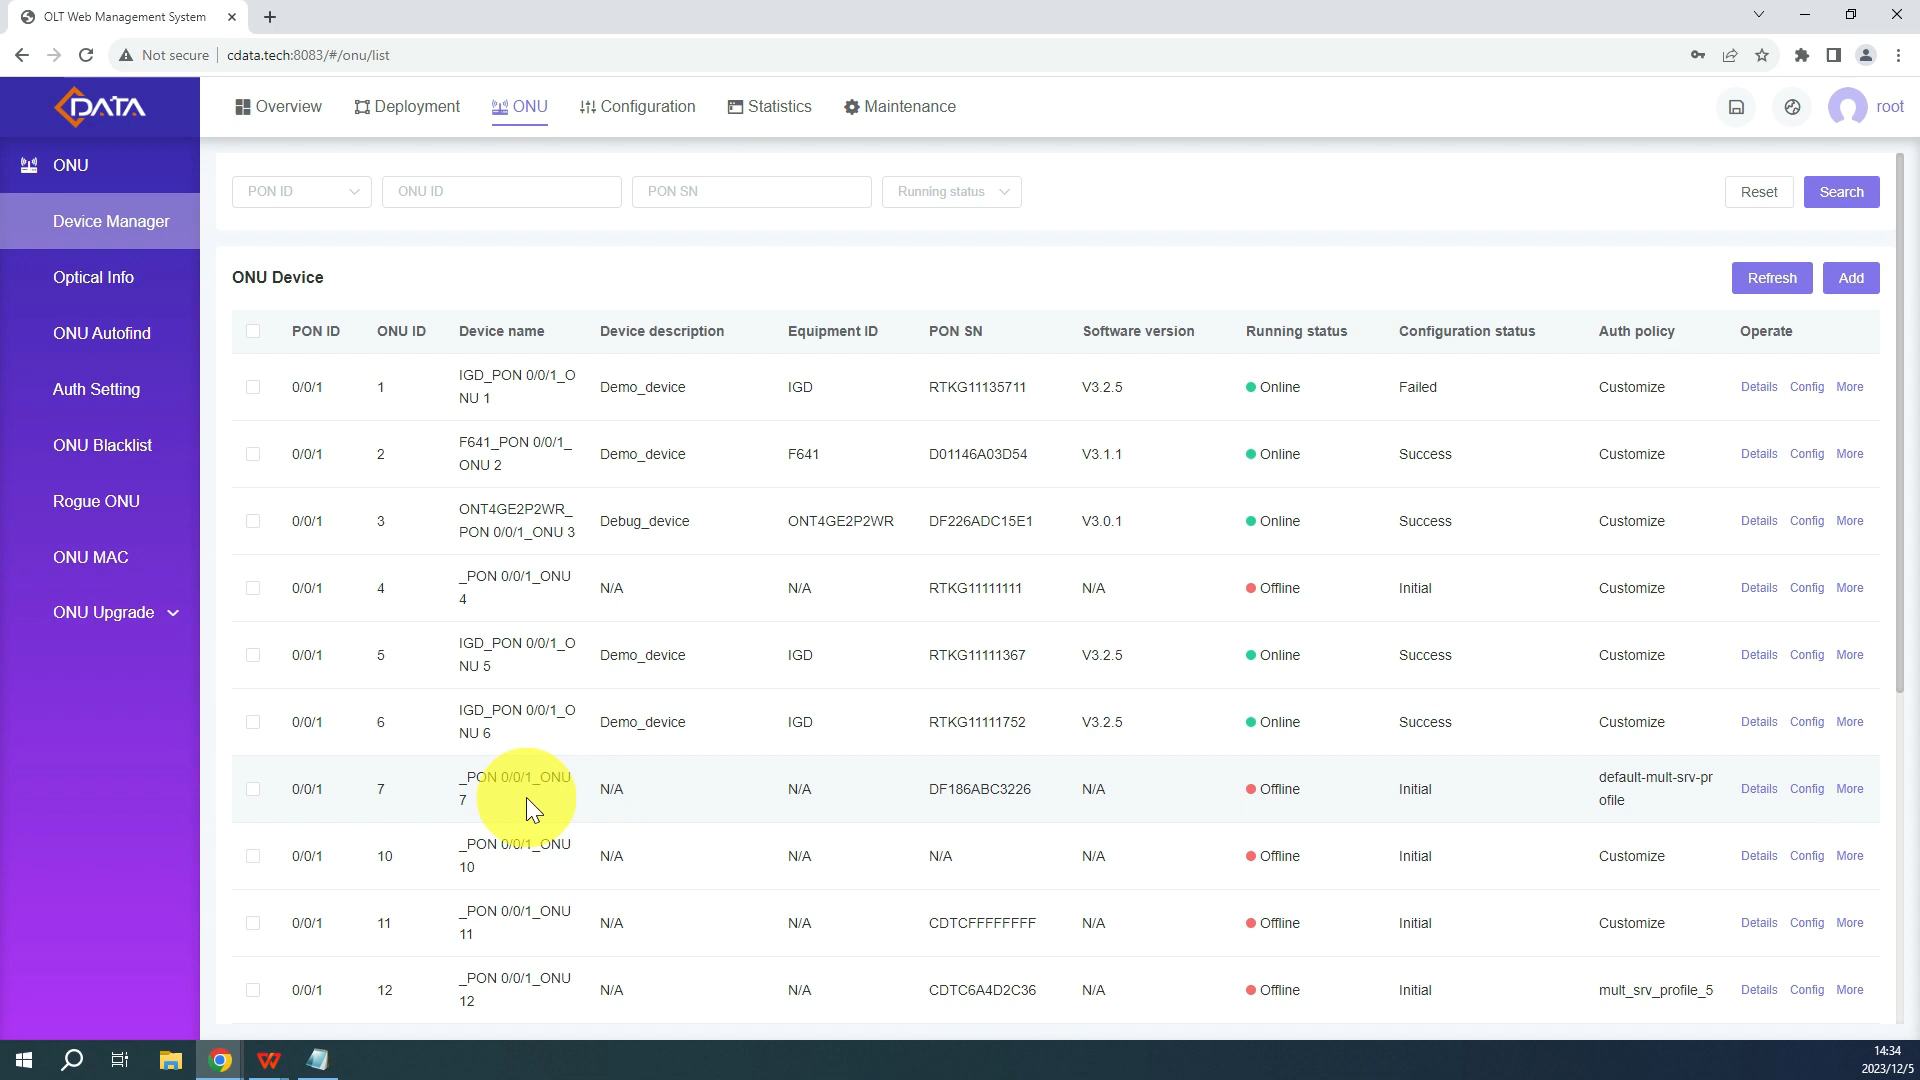 OLT Web Management System
Not secure
cdata.tech:8083/#/onu/list
CDATA
Overview
Deployment
ONU
Configuration
Statistics
Maintenance
root
ONU
Device Manager
Optical Info
ONU Autofind
Auth Setting
ONU Blacklist
Rogue ONU
ONU MAC
ONU Upgrade
PON ID
ONU ID
PON SN
Running status
Reset
Search
ONU Device
Refresh
Add
PON ID ONU ID Device name Device description Equipment ID PON SN Software version Running status Configuration status Auth policy Operate
0/0/1 1 IGD_PON 0/0/1_O Demo_device IGD RTKG11135711 V3.2.5 Online Failed Customize Details Config More
NU 1
0/0/1 2 F641_PON 0/0/1_ Demo_device F641 D01146A03D54 V3.1.1 Online Success Customize Details Config More
ONU 2
0/0/1 3 ONT4GE2P2WR_ Debug_device ONT4GE2P2WR DF226ADC15E1 V3.0.1 Online Success Customize Details Config More
PON 0/0/1_ONU 3
0/0/1 4 _PON 0/0/1_ONU N/A N/A RTKG11111111 N/A Offline Initial Customize Details Config More
4
0/0/1 5 IGD_PON 0/0/1_O Demo_device IGD RTKG11111367 V3.2.5 Online Success Customize Details Config More
NU 5
0/0/1 6 IGD_PON 0/0/1_O Demo_device IGD RTKG11111752 V3.2.5 Online Success Customize Details Config More
NU 6
0/0/1 7 _PON 0/0/1_ONU N/A N/A DF186ABC3226 N/A Offline Initial default-mult-srv-pr Details Config More
7 ofile
0/0/1 10 _PON 0/0/1_ONU N/A N/A N/A N/A Offline Initial Customize Details Config More
10
0/0/1 11 _PON 0/0/1_ONU N/A N/A CDTCFFFFFFFF N/A Offline Initial Customize Details Config More
11
0/0/1 12 _PON 0/0/1_ONU N/A N/A CDTC6A4D2C36 N/A Offline Initial mult_srv_profile_5 Details Config More
12
14:34
2023/12/5